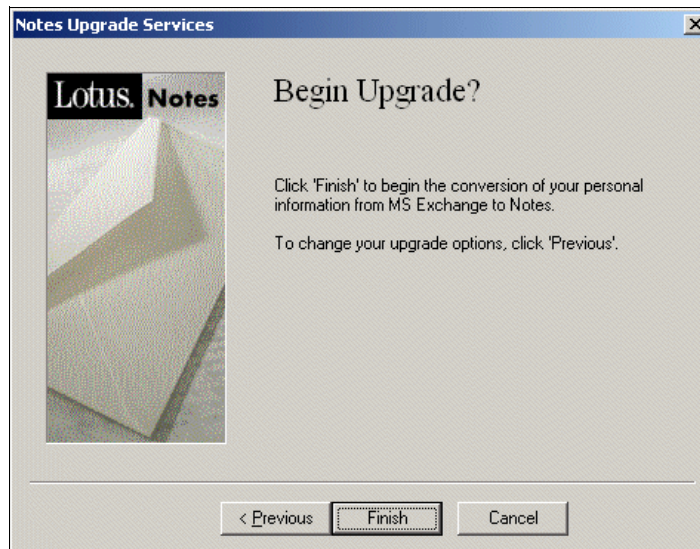 Notes Upgrade Services
Lotus. Notes
Begin Upgrade?
Click 'Finish' to begin the conversion of your personal
information from MS Exchange to Notes.
To change your upgrade options, click 'Previous'.
< Previous Finish Cancel